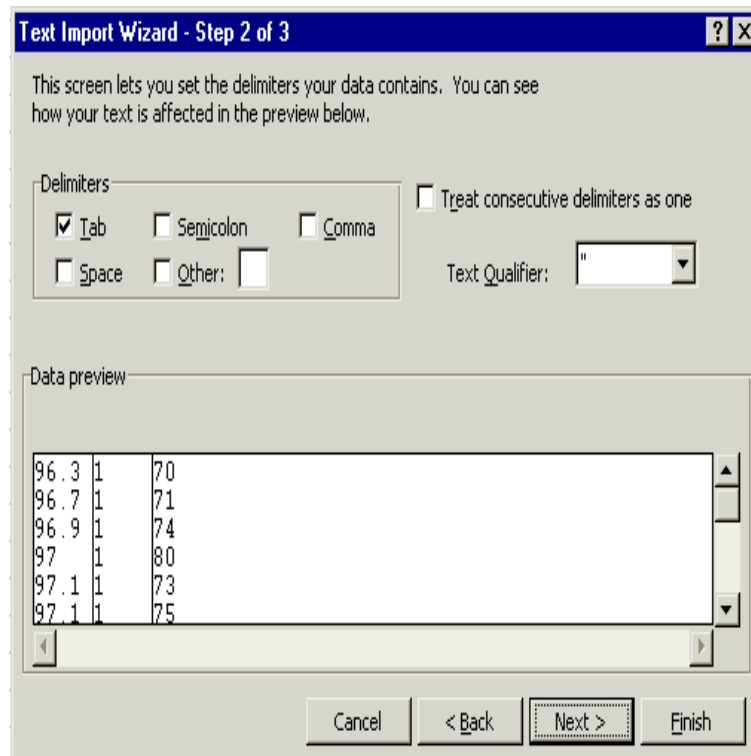 Text Import Wizard - Step 2 of 3
This screen lets you set the delimiters your data contains. You can see
how your text is affected in the preview below.
Delimiters
Tab Semicolon Comma
Space Other:
Treat consecutive delimiters as one
Text Qualifier: "
Data preview
96.3 1 70
96.7 1 71
96.9 1 74
97 1 80
97.1 1 73
97.1 1 75
Cancel < Back Next > Finish